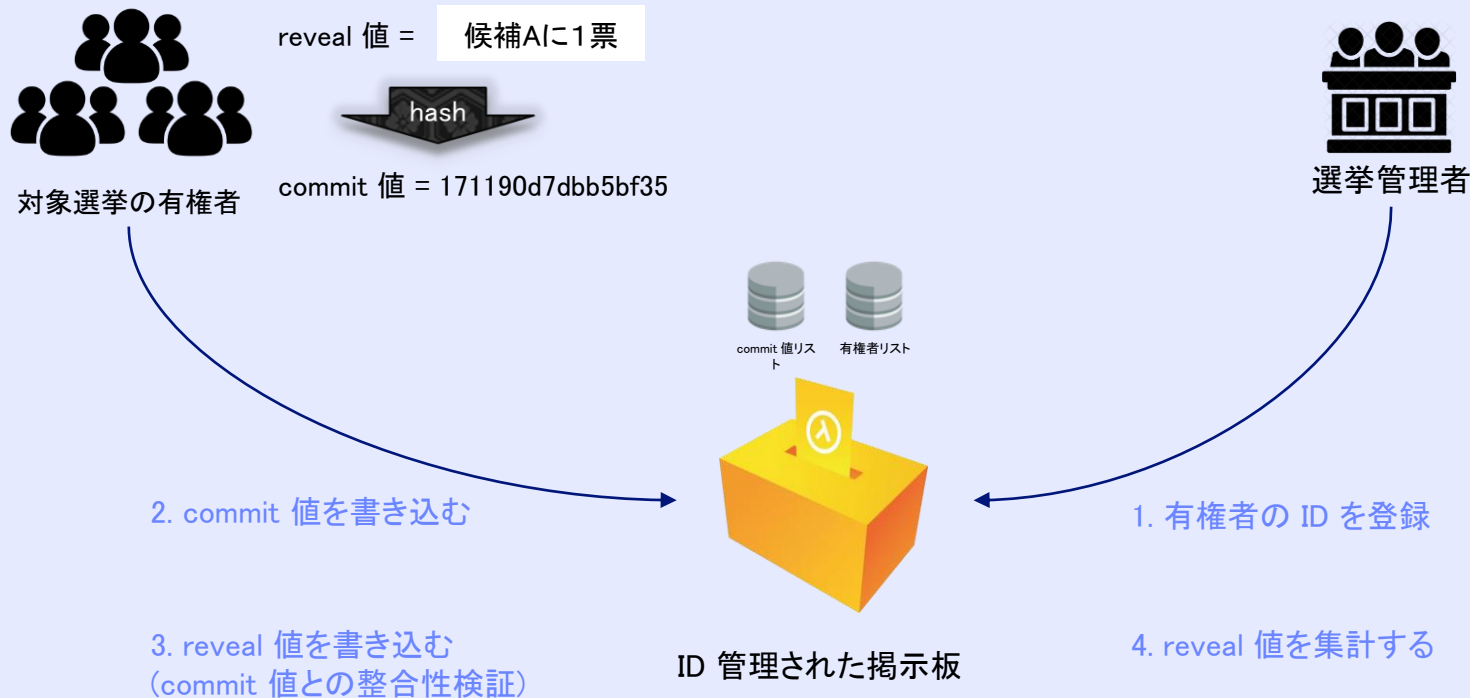 reveal 値 = 候補Aに１票
hash
commit 値 = 171190d7dbb5bf35
対象選挙の有権者
選挙管理者
commit 値リス
ト
有権者リスト
λ
2. commit 値を書き込む
1. 有権者の ID を登録
3. reveal 値を書き込む
(commit 値との整合性検証)
4. reveal 値を集計する
ID 管理された掲示板